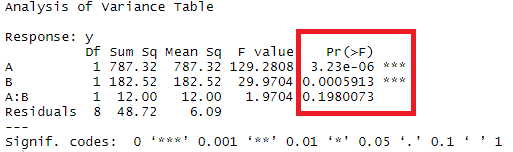 Analysis of Variance Table
Response: y
Df Sum Sq Mean Sq F value Pr(>F)
A 1 787.32 787.32 129.2808 3.23e-06 ***
B 1 182.52 182.52 29.9704 0.0005913 ***
A:B 1 12.00 12.00 1.9704 0.1980073
Residuals 8 48.72 6.09
---
Signif. codes: 0 ‘***’ 0.001 ‘**’ 0.01 ‘*’ 0.05 ‘.’ 0.1 ‘ ’ 1